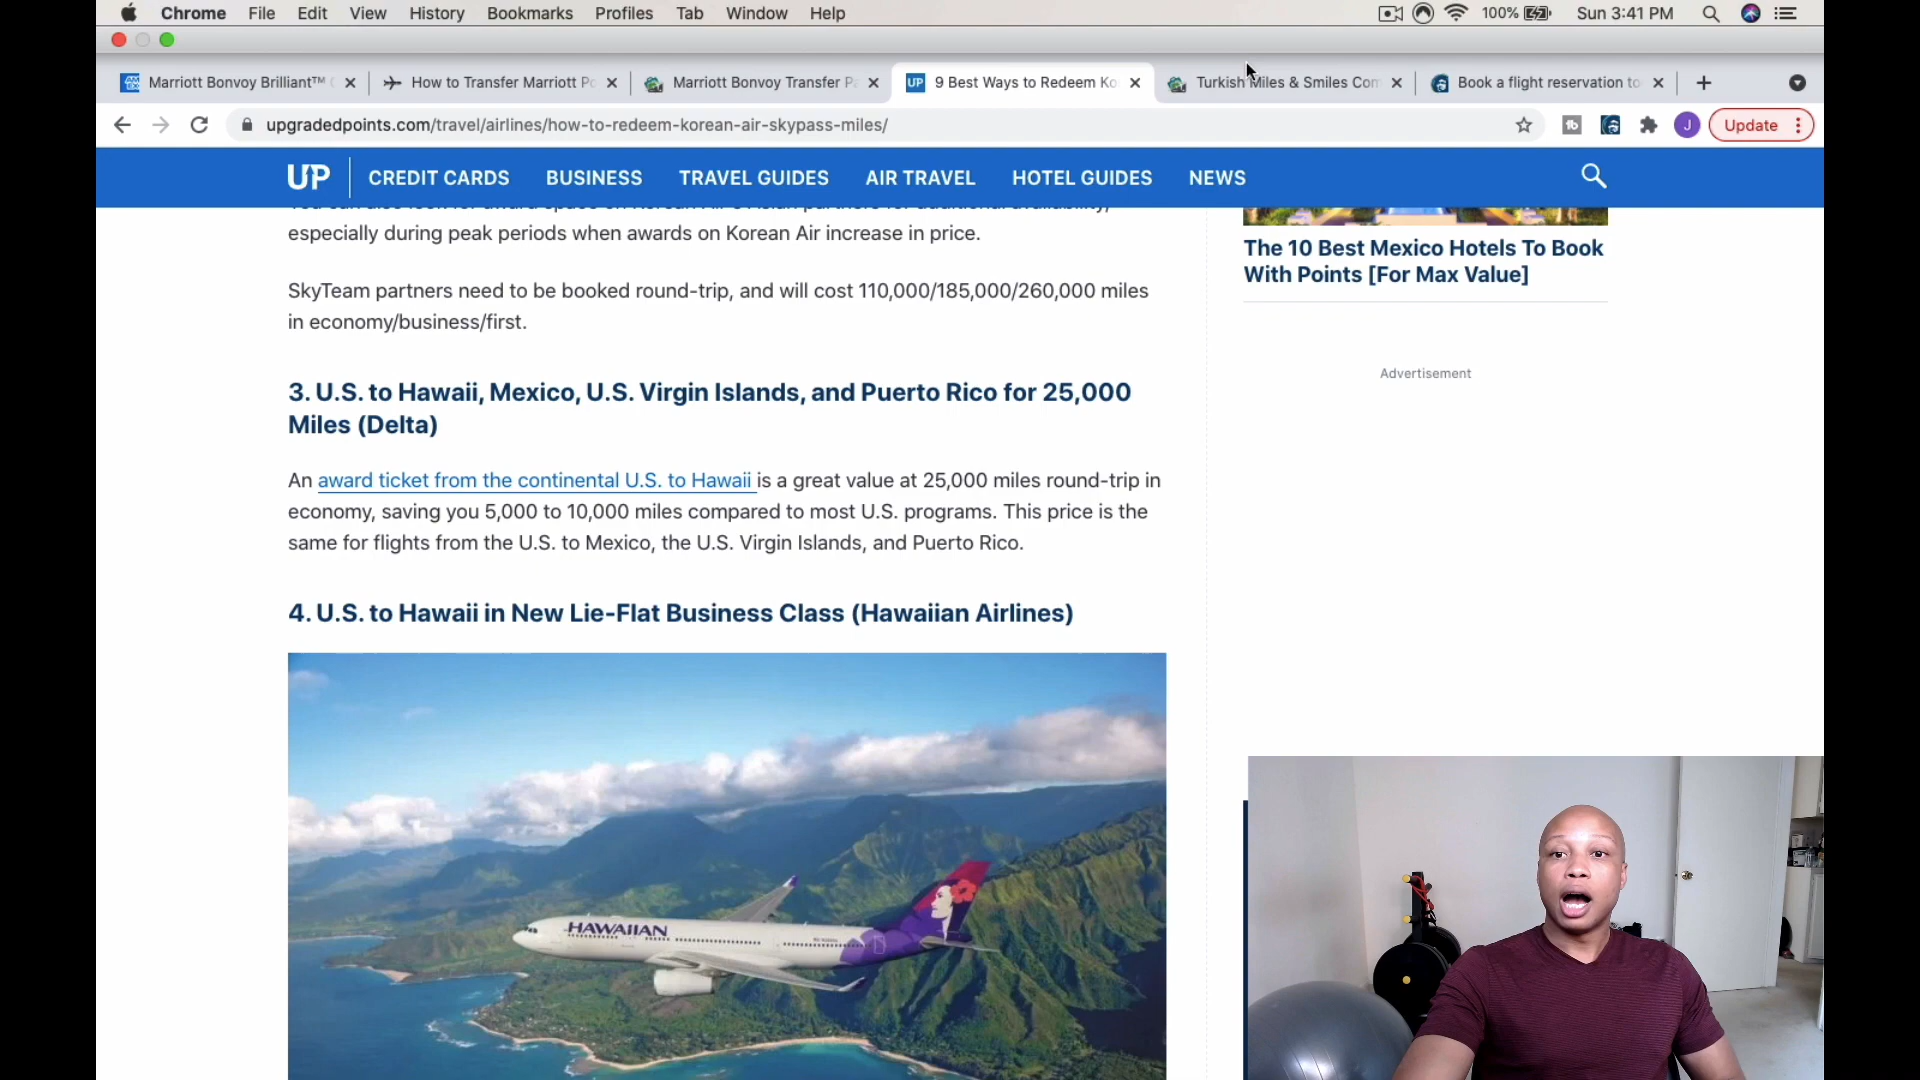 Chrome File Edit View History Bookmarks Profiles Tab Window Help 100% Sun 3:41 PM
Marriott Bonvoy Brilliant™ How to Transfer Marriott Po Marriott Bonvoy Transfer Pa UP 9 Best Ways to Redeem Ko Turkish Miles & Smiles Com Book a flight reservation to
upgradedpoints.com/travel/airlines/how-to-redeem-korean-air-skypass-miles/ J Update
UP CREDIT CARDS BUSINESS TRAVEL GUIDES AIR TRAVEL HOTEL GUIDES NEWS
especially during peak periods when awards on Korean Air increase in price.
SkyTeam partners need to be booked round-trip, and will cost 110,000/185,000/260,000 miles
in economy/business/first.
3. U.S. to Hawaii, Mexico, U.S. Virgin Islands, and Puerto Rico for 25,000
Miles (Delta)
An award ticket from the continental U.S. to Hawaii is a great value at 25,000 miles round-trip in
economy, saving you 5,000 to 10,000 miles compared to most U.S. programs. This price is the
same for flights from the U.S. to Mexico, the U.S. Virgin Islands, and Puerto Rico.
4. U.S. to Hawaii in New Lie-Flat Business Class (Hawaiian Airlines)
HAWAIIAN
The 10 Best Mexico Hotels To Book
With Points [For Max Value]
Advertisement